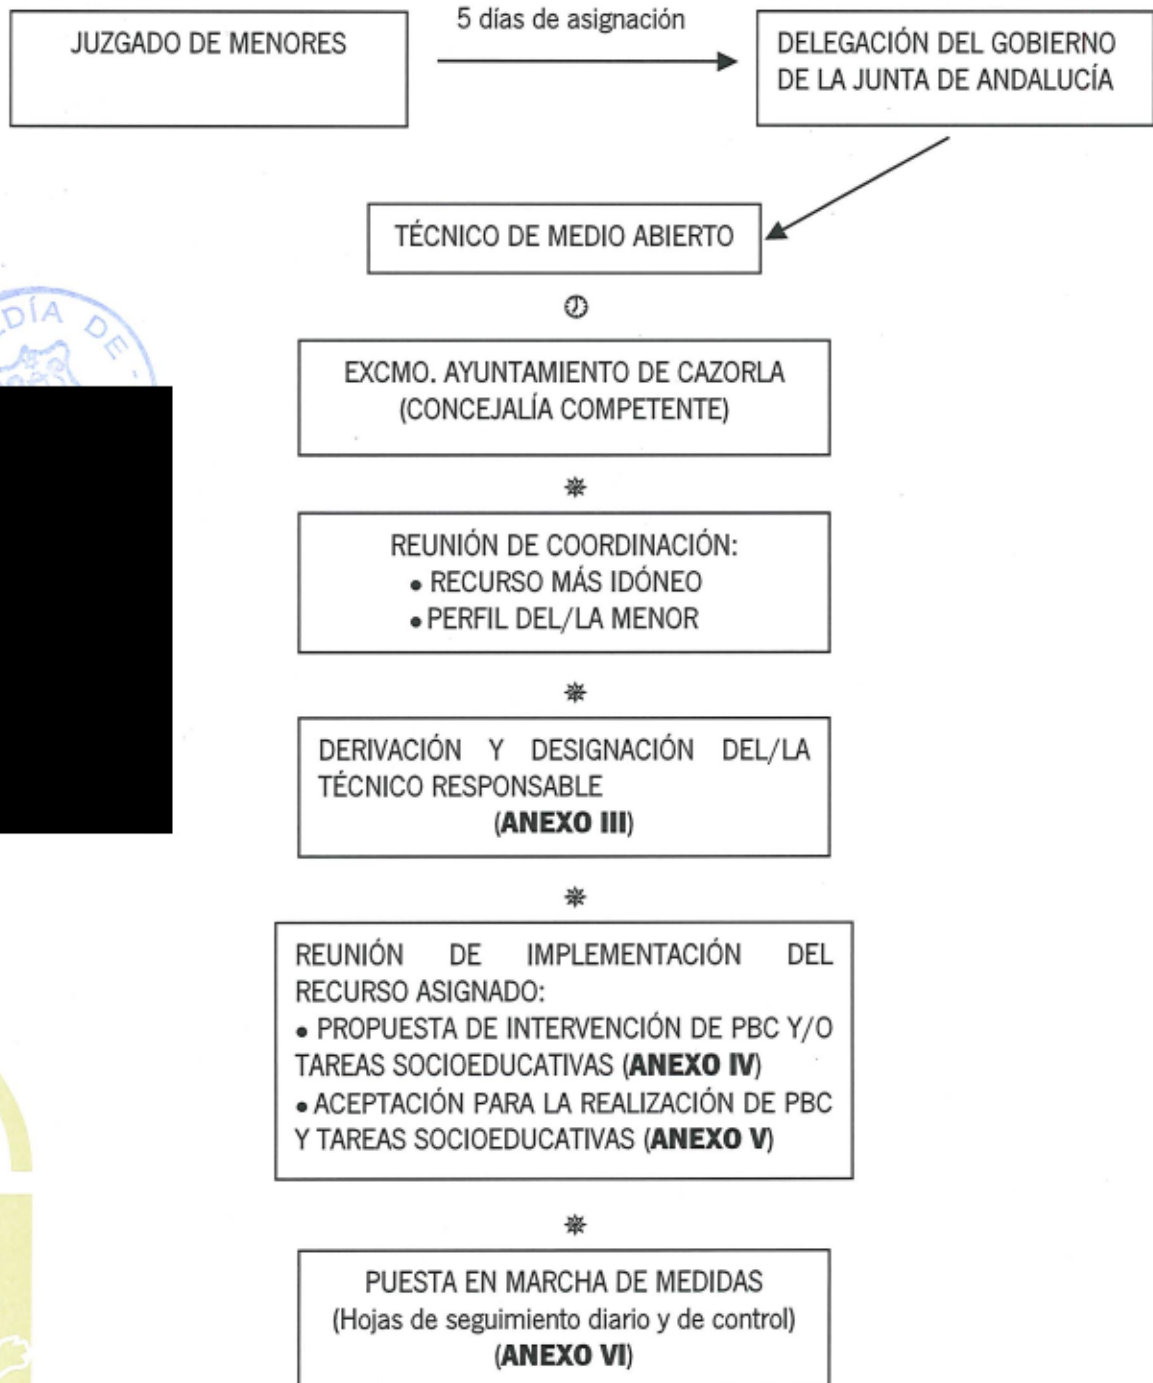 5 días de asignación
JUZGADO DE MENORES
DELEGACIÓN DEL GOBIERNO
DE LA JUNTA DE ANDALUCÍA
TÉCNICO DE MEDIO ABIERTO
EXCMO. AYUNTAMIENTO DE CAZORLA
(CONCEJALÍA COMPETENTE)
REUNIÓN DE COORDINACIÓN:
• RECURSO MÁS IDÓNEO
• PERFIL DEL/LA MENOR
DERIVACIÓN Y DESIGNACIÓN DEL/LA
TÉCNICO RESPONSABLE
(ANEXO III)
REUNIÓN DE IMPLEMENTACIÓN DEL
RECURSO ASIGNADO:
• PROPUESTA DE INTERVENCIÓN DE PBC Y/O
TAREAS SOCIOEDUCATIVAS (ANEXO IV)
• ACEPTACIÓN PARA LA REALIZACIÓN DE PBC
Y TAREAS SOCIOEDUCATIVAS (ANEXO V)
PUESTA EN MARCHA DE MEDIDAS
(Hojas de seguimiento diario y de control)
(ANEXO VI)